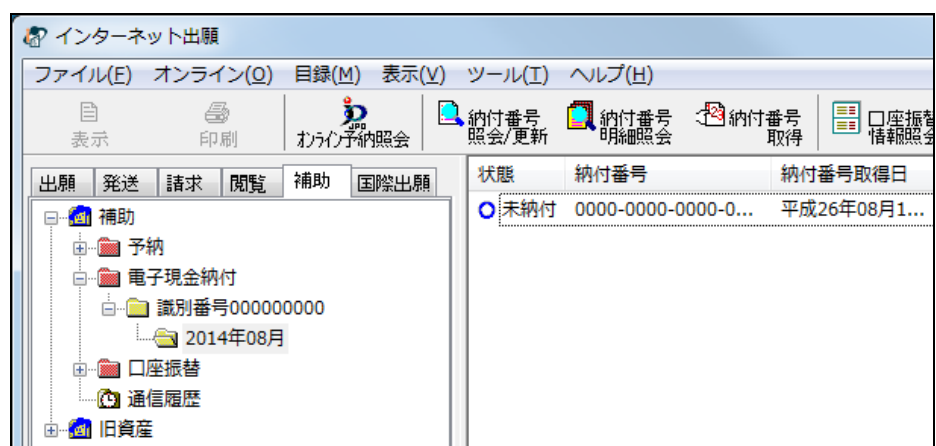 インターネット出願
ファイル(F) オンライン(O) 目録(M) 表示(V) ツール(T) ヘルプ(H)
表示 印刷 オンライン予納照会 納付番号照会/更新 納付番号明細照会 納付番号取得 口座振替情報照会
出願 発送 請求 閲覧 補助 国際出願
状態 納付番号 納付番号取得日
未納付 0000-0000-0000-0... 平成26年08月1...
補助
予納
電子現金納付
識別番号000000000
2014年08月
口座振替
通信履歴
旧資産